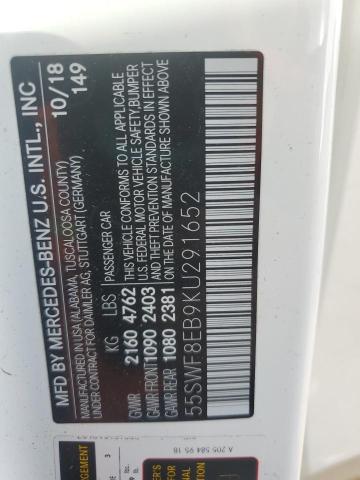 MFD BY MERCEDES-BENZ U.S. INTL., INC
MANUFACTURED IN USA (ALABAMA, TUSCALOOSA COUNTY)
FOR DAIMLER AG, STUTTGART (GERMANY)
10/18
149
KG LBS
GVWR 2160 4762
GAWR FRONT 1090 2403
GAWR REAR 1080 2381
PASSENGER CAR
THIS VEHICLE CONFORMS TO ALL APPLICABLE
U.S. FEDERAL MOTOR VEHICLE SAFETY, BUMPER
AND THEFT PREVENTION STANDARDS IN EFFECT
ON THE DATE OF MANUFACTURE SHOWN ABOVE.
55SWF8EB9KU291652
A 205 584 95 18
3
lbs.
FOR